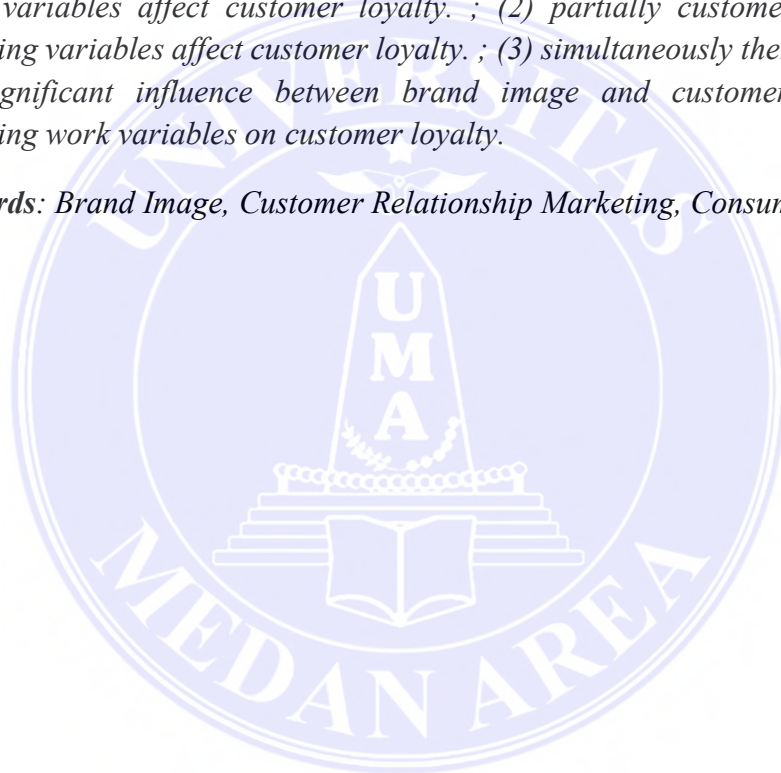 variables affect customer loyalty. ; (2) partially custome
ing variables affect customer loyalty. ; (3) simultaneously the
gnificant influence between brand image and customer
ing work variables on customer loyalty.
rds: Brand Image, Customer Relationship Marketing, Consum
UNIVERSITAS
U
M
A
MEDAN AREA